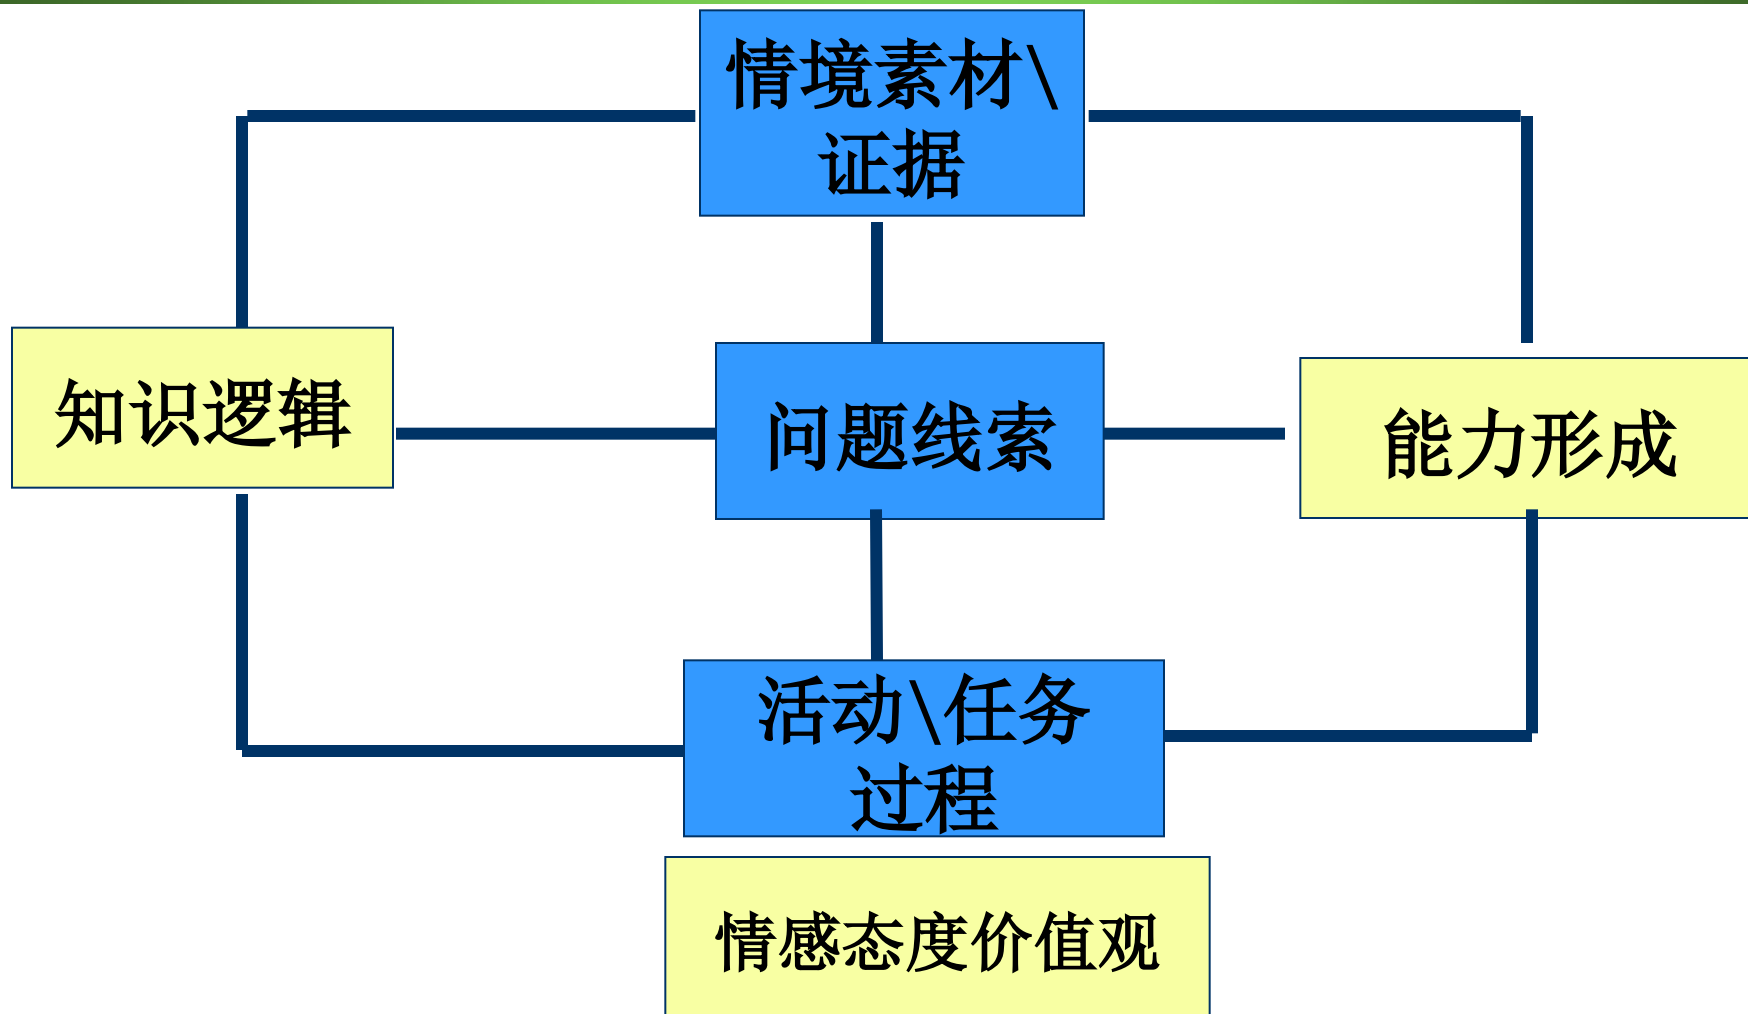 情境素材\
证据
知识逻辑
问题线索
能力形成
活动\任务
过程
情感态度价值观